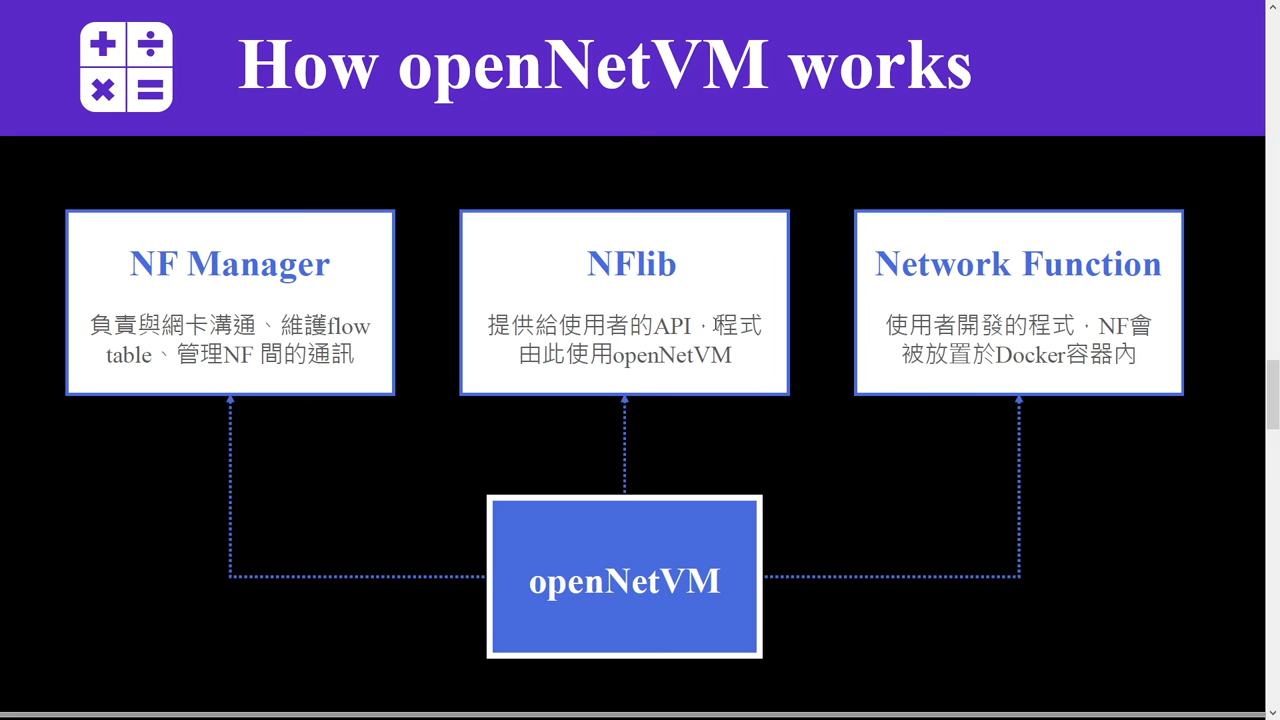 How openNetVM works
NF Manager
負責與網卡溝通、維護flow
table、管理NF 間的通訊
NFlib
提供給使用者的API，程式
由此使用openNetVM
Network Function
使用者開發的程式，NF會
被放置於Docker容器內
openNetVM